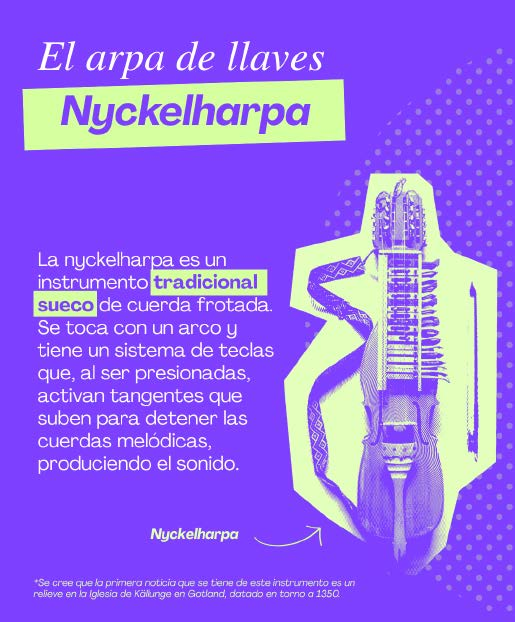 El arpa de llaves
Nyckelharpa
La nyckelharpa es un
instrumento tradicional
sueco de cuerda frotada.
Se toca con un arco y
tiene un sistema de teclas
que, al ser presionadas,
activan tangentes que
suben para detener las
cuerdas melódicas,
produciendo el sonido.
Nyckelharpa
*Se cree que la primera noticia que se tiene de este instrumento es un
relieve en la Iglesia de Källunge en Gotland, datado en torno a 1350.